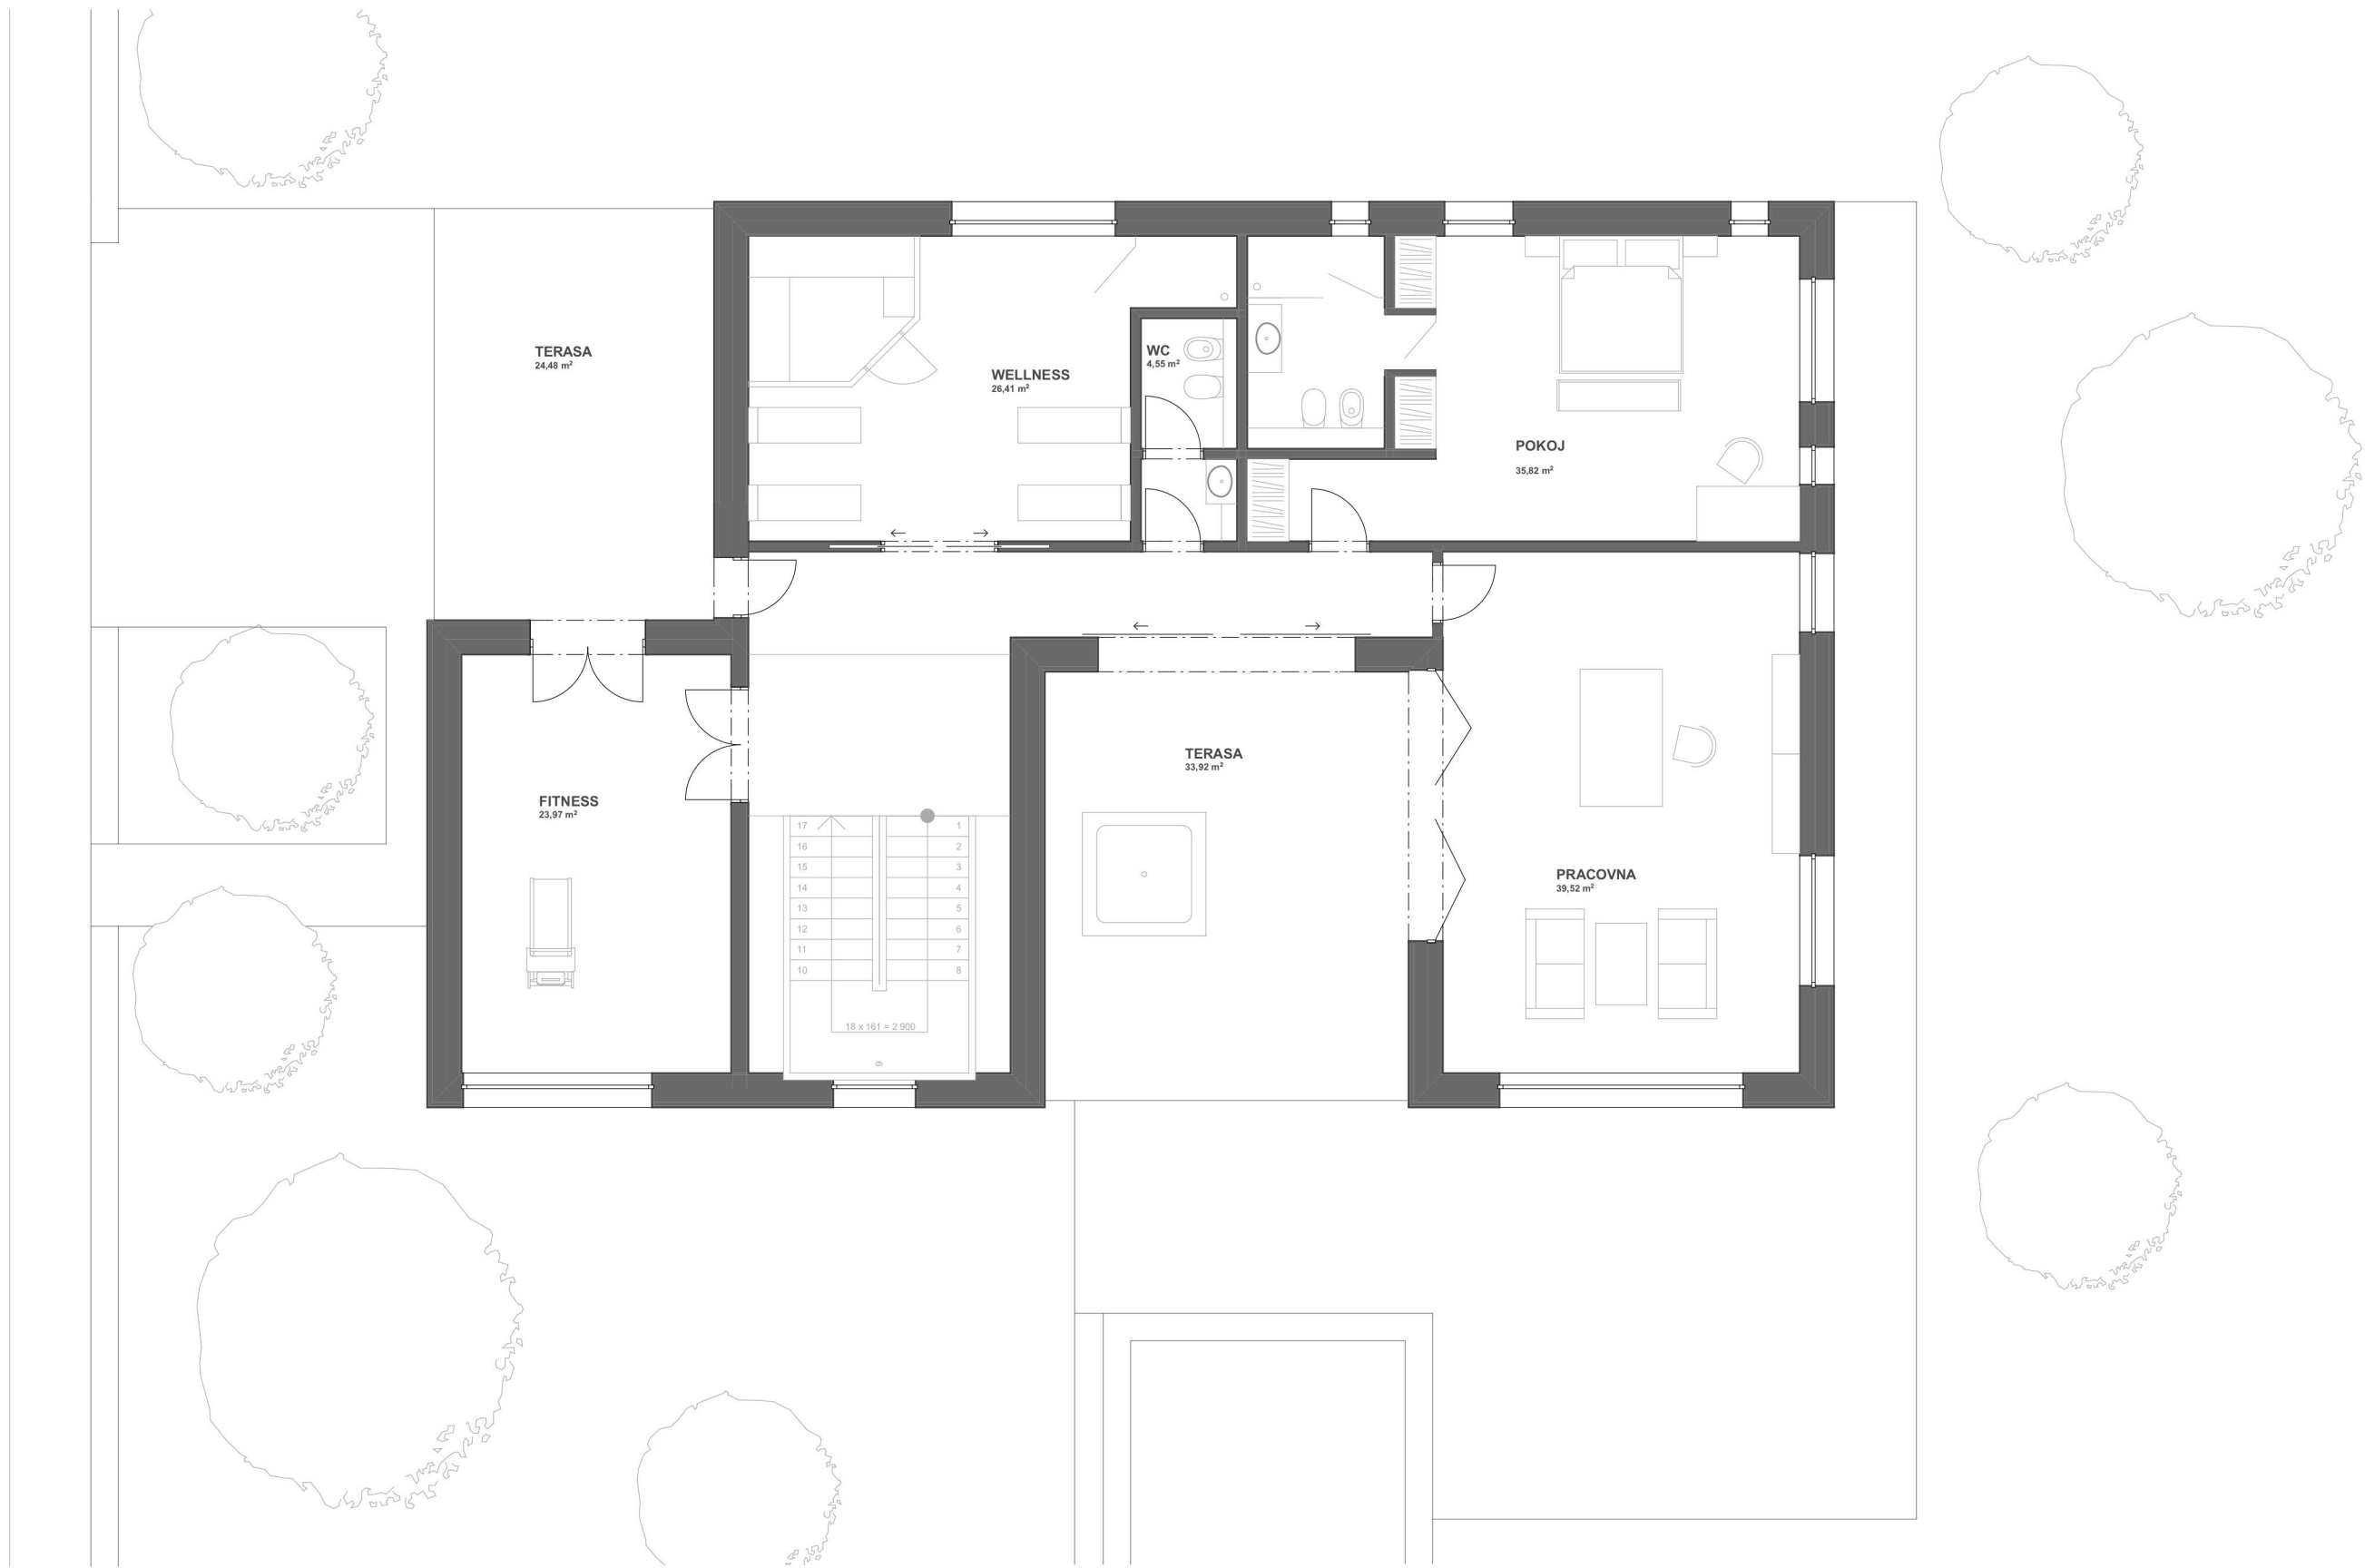 TERASA
24,48 m²
WELLNESS
26,41 m²
WC
4,55 m²
POKOJ
35,82 m²
FITNESS
23,97 m²
TERASA
33,92 m²
PRACOVNA
39,52 m²
17 1
16 2
15 3
14 4
13 5
12 6
11 7
10 8
18 x 161 = 2 900
9